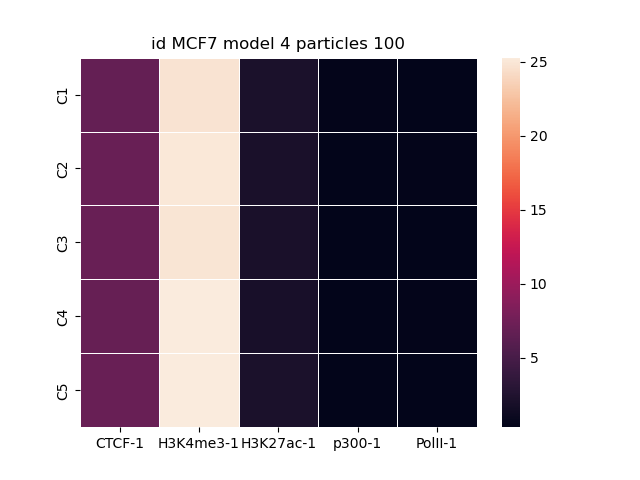 id MCF7 model 4 particles 100
C1
C2
C3
C4
C5
CTCF-1 H3K4me3-1 H3K27ac-1 p300-1 PolII-1
25
20
15
10
5